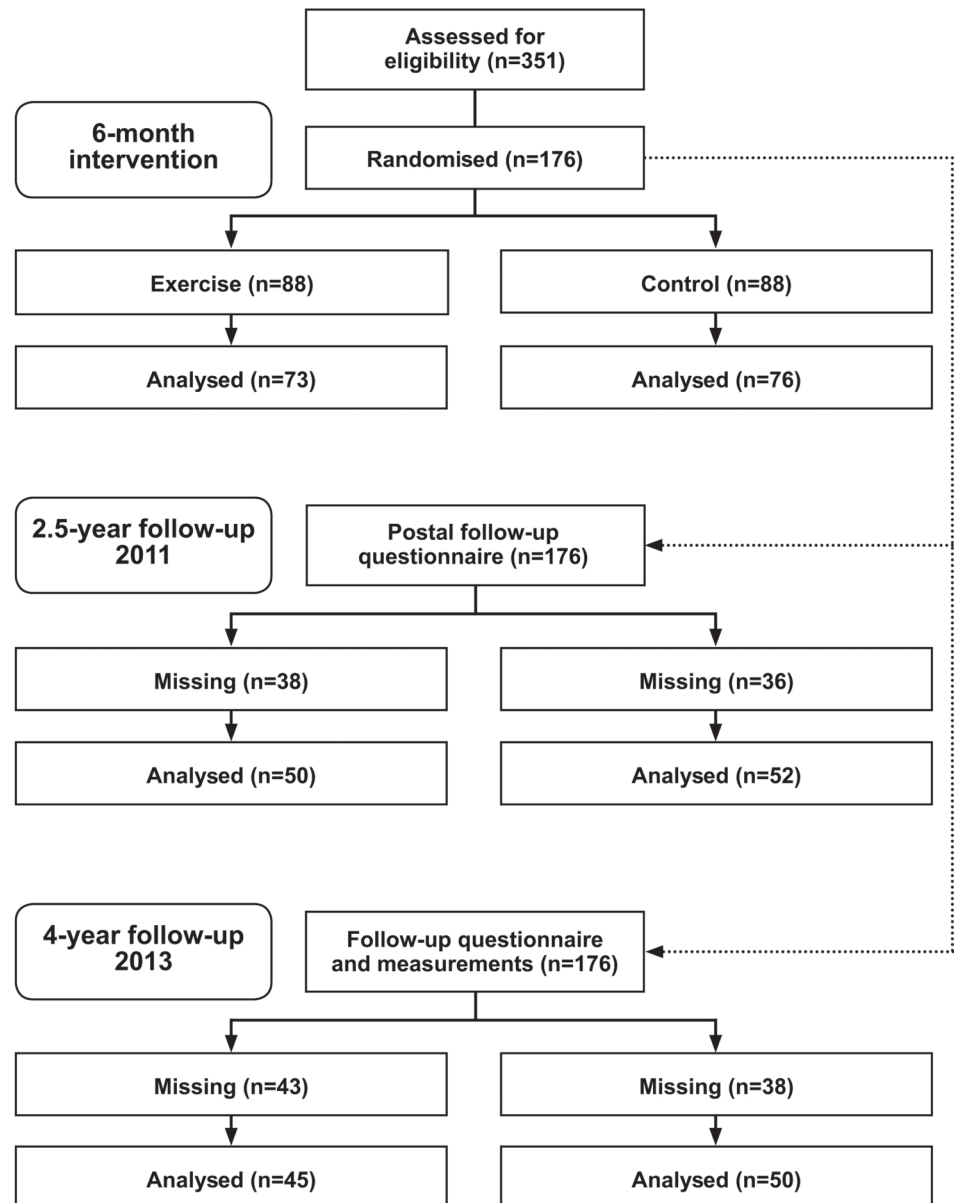 Assessed for
eligibility (n=351)
6-month
intervention
Randomised (n=176)
Exercise (n=88)
Control (n=88)
Analysed (n=73)
Analysed (n=76)
2.5-year follow-up
2011
Postal follow-up
questionnaire (n=176)
Missing (n=38)
Missing (n=36)
Analysed (n=50)
Analysed (n=52)
4-year follow-up
2013
Follow-up questionnaire
and measurements (n=176)
Missing (n=43)
Missing (n=38)
Analysed (n=45)
Analysed (n=50)